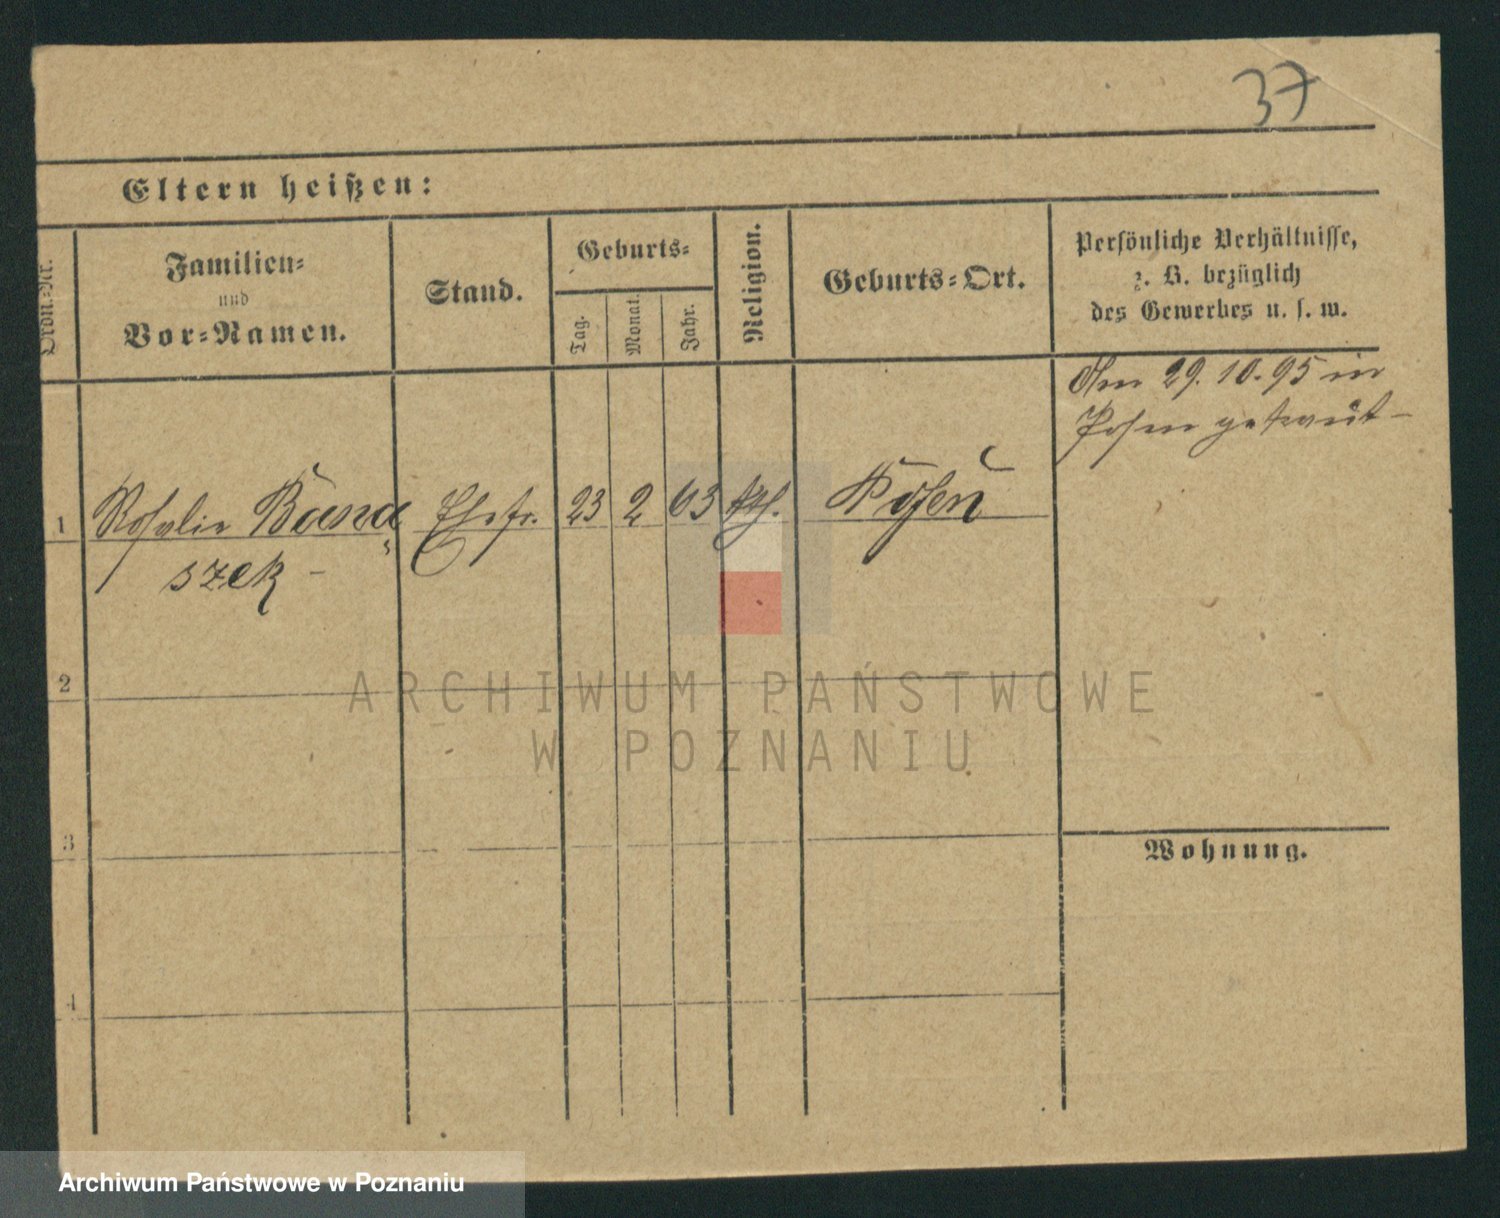 37
Eltern heißen:
Ordn.-Nr.
Familien-
und
Vor-Namen.
Stand.
Geburts-
Tag.
Monat.
Jahr.
Religion.
Geburts-Ort.
Persönliche Verhältnisse,
z. B. bezüglich
des Gewerbes u. s. w.
Am 29. 10. 95 in
Posen getraut-
1 Rosalie Bana Ehefr. 23 2 63 kth. Posen
szek -
2
ARCHIWUM PAŃSTWOWE
W POZNANIU
3
Wohnung.
4
Archiwum Państwowe w Poznaniu